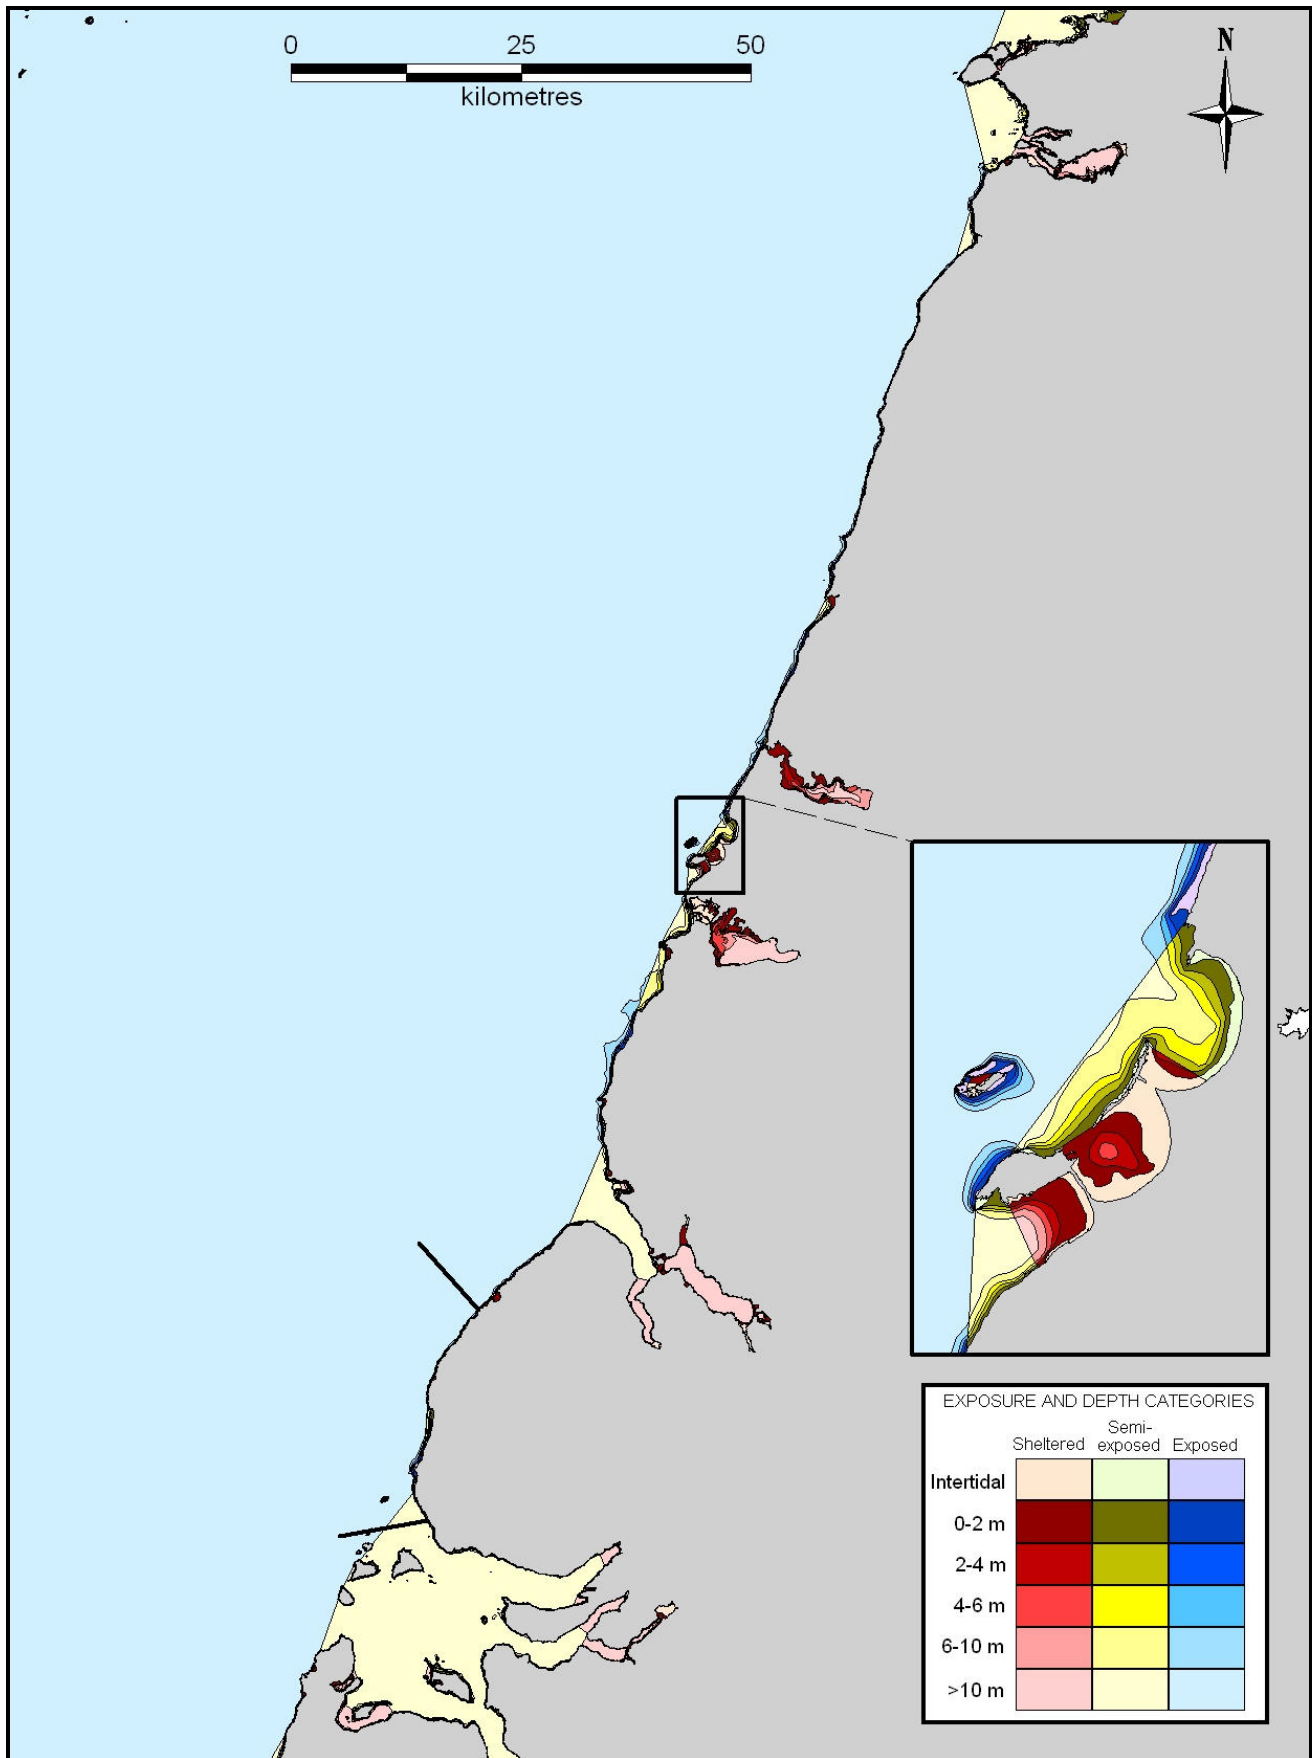 0 25 50
kilometres
N
EXPOSURE AND DEPTH CATEGORIES
Semi-
Sheltered exposed Exposed
Intertidal
0-2 m
2-4 m
4-6 m
6-10 m
>10 m